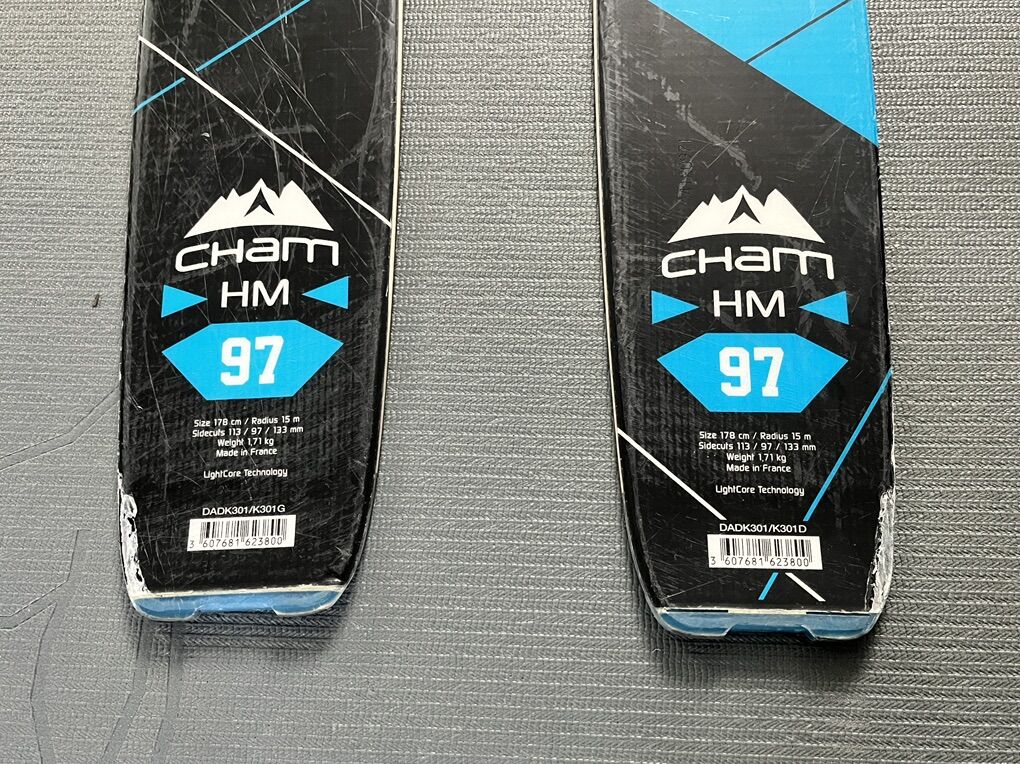 CHAM
HM
97
Size 178 cm / Radius 15 m
Sidecuts 113 / 97 / 133 mm
Weight 1,71 kg
Made in France
LightCore Technology
DADK301/K301G
3 607681 623800
CHAM
HM
97
Size 178 cm / Radius 15 m
Sidecuts 113 / 97 / 133 mm
Weight 1,71 kg
Made in France
LightCore Technology
DADK301/K301D
3 607681 623800